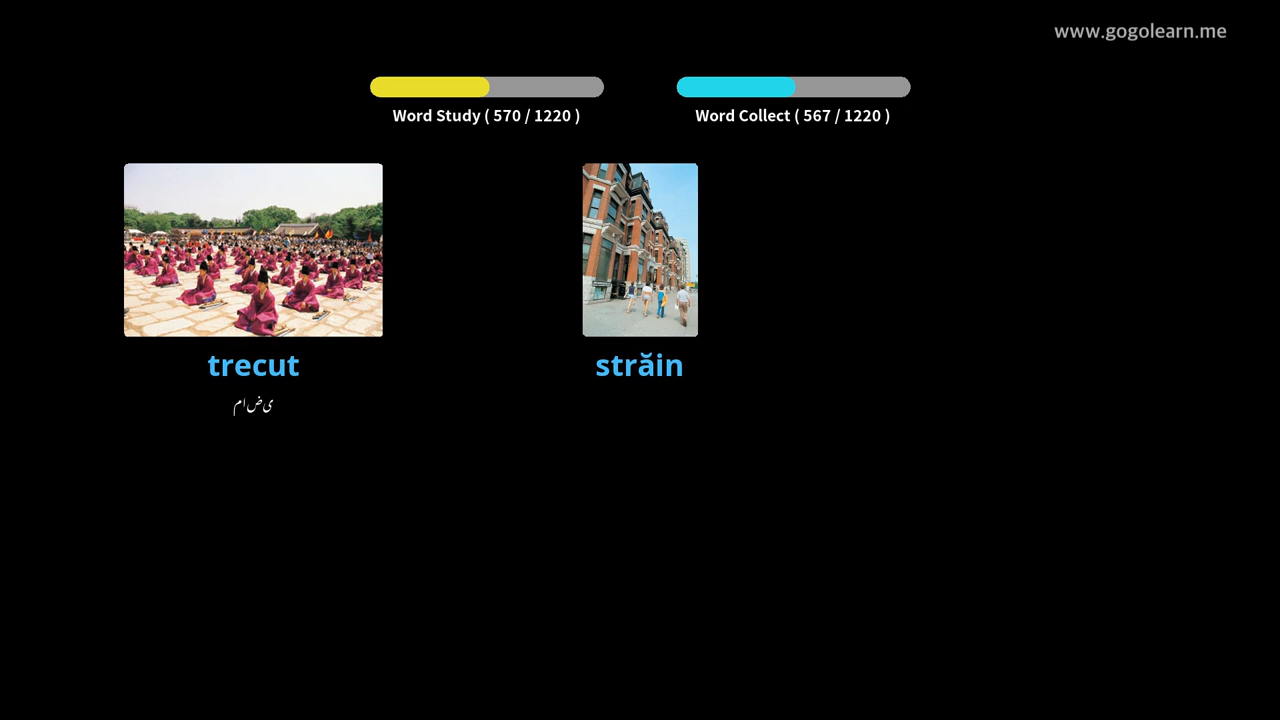 www.gogolearn.me
Word Study ( 570 / 1220 )
Word Collect ( 567 / 1220 )
trecut
străin
ماضی